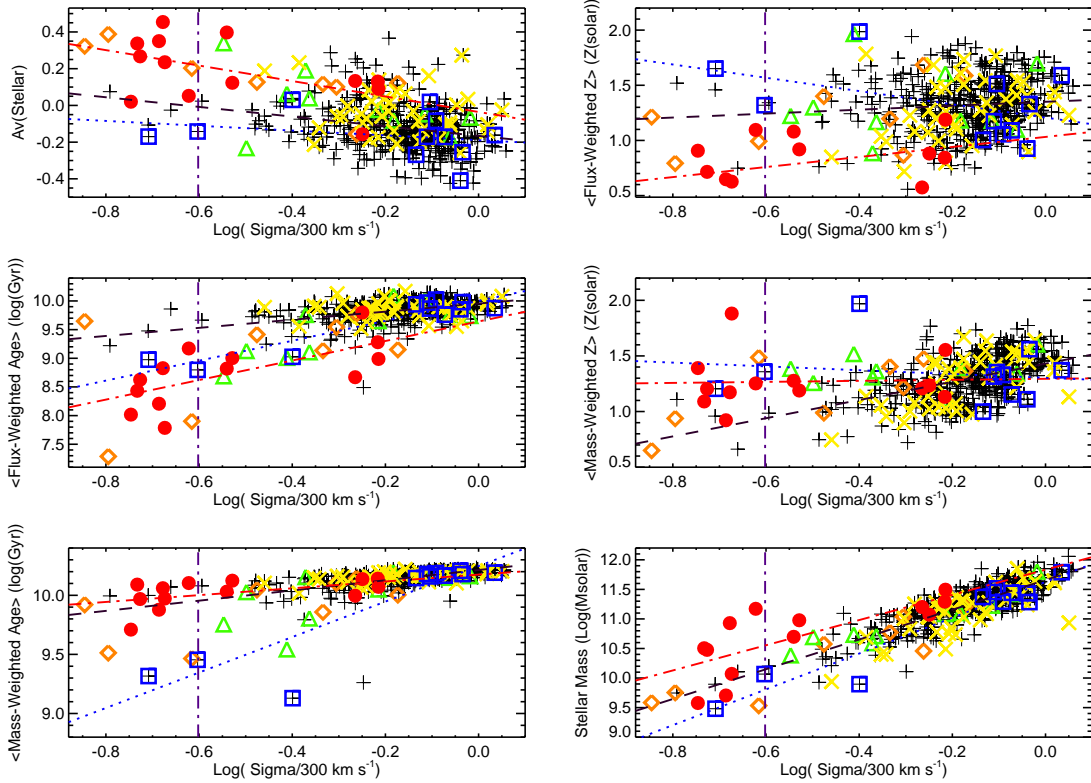 Av(Stellar)
0.4
0.2
0.0
-0.2
-0.4
-0.8 -0.6 -0.4 -0.2 0.0
Log( Sigma/300 km s⁻¹)
<Flux-Weighted Z> (Z(solar))
2.0
1.5
1.0
0.5
-0.8 -0.6 -0.4 -0.2 0.0
Log( Sigma/300 km s⁻¹)
<Flux-Weighted Age> (log(Gyr))
10.0
9.5
9.0
8.5
8.0
7.5
-0.8 -0.6 -0.4 -0.2 0.0
Log( Sigma/300 km s⁻¹)
<Mass-Weighted Z> (Z(solar))
2.0
1.5
1.0
0.5
-0.8 -0.6 -0.4 -0.2 0.0
Log( Sigma/300 km s⁻¹)
<Mass-Weighted Age> (log(Gyr))
10.0
9.5
9.0
-0.8 -0.6 -0.4 -0.2 0.0
Log( Sigma/300 km s⁻¹)
Stellar Mass (Log(Msolar))
12.0
11.5
11.0
10.5
10.0
9.5
9.0
-0.8 -0.6 -0.4 -0.2 0.0
Log( Sigma/300 km s⁻¹)